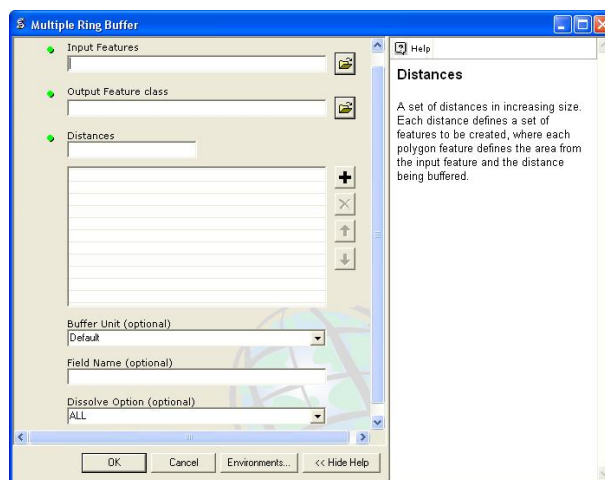 Multiple Ring Buffer
Input Features
Output Feature class
Distances
Buffer Unit (optional)
Default
Field Name (optional)
Dissolve Option (optional)
ALL
OK
Cancel
Environments...
<< Hide Help
Help
Distances
A set of distances in increasing size.
Each distance defines a set of
features to be created, where each
polygon feature defines the area from
the input feature and the distance
being buffered.